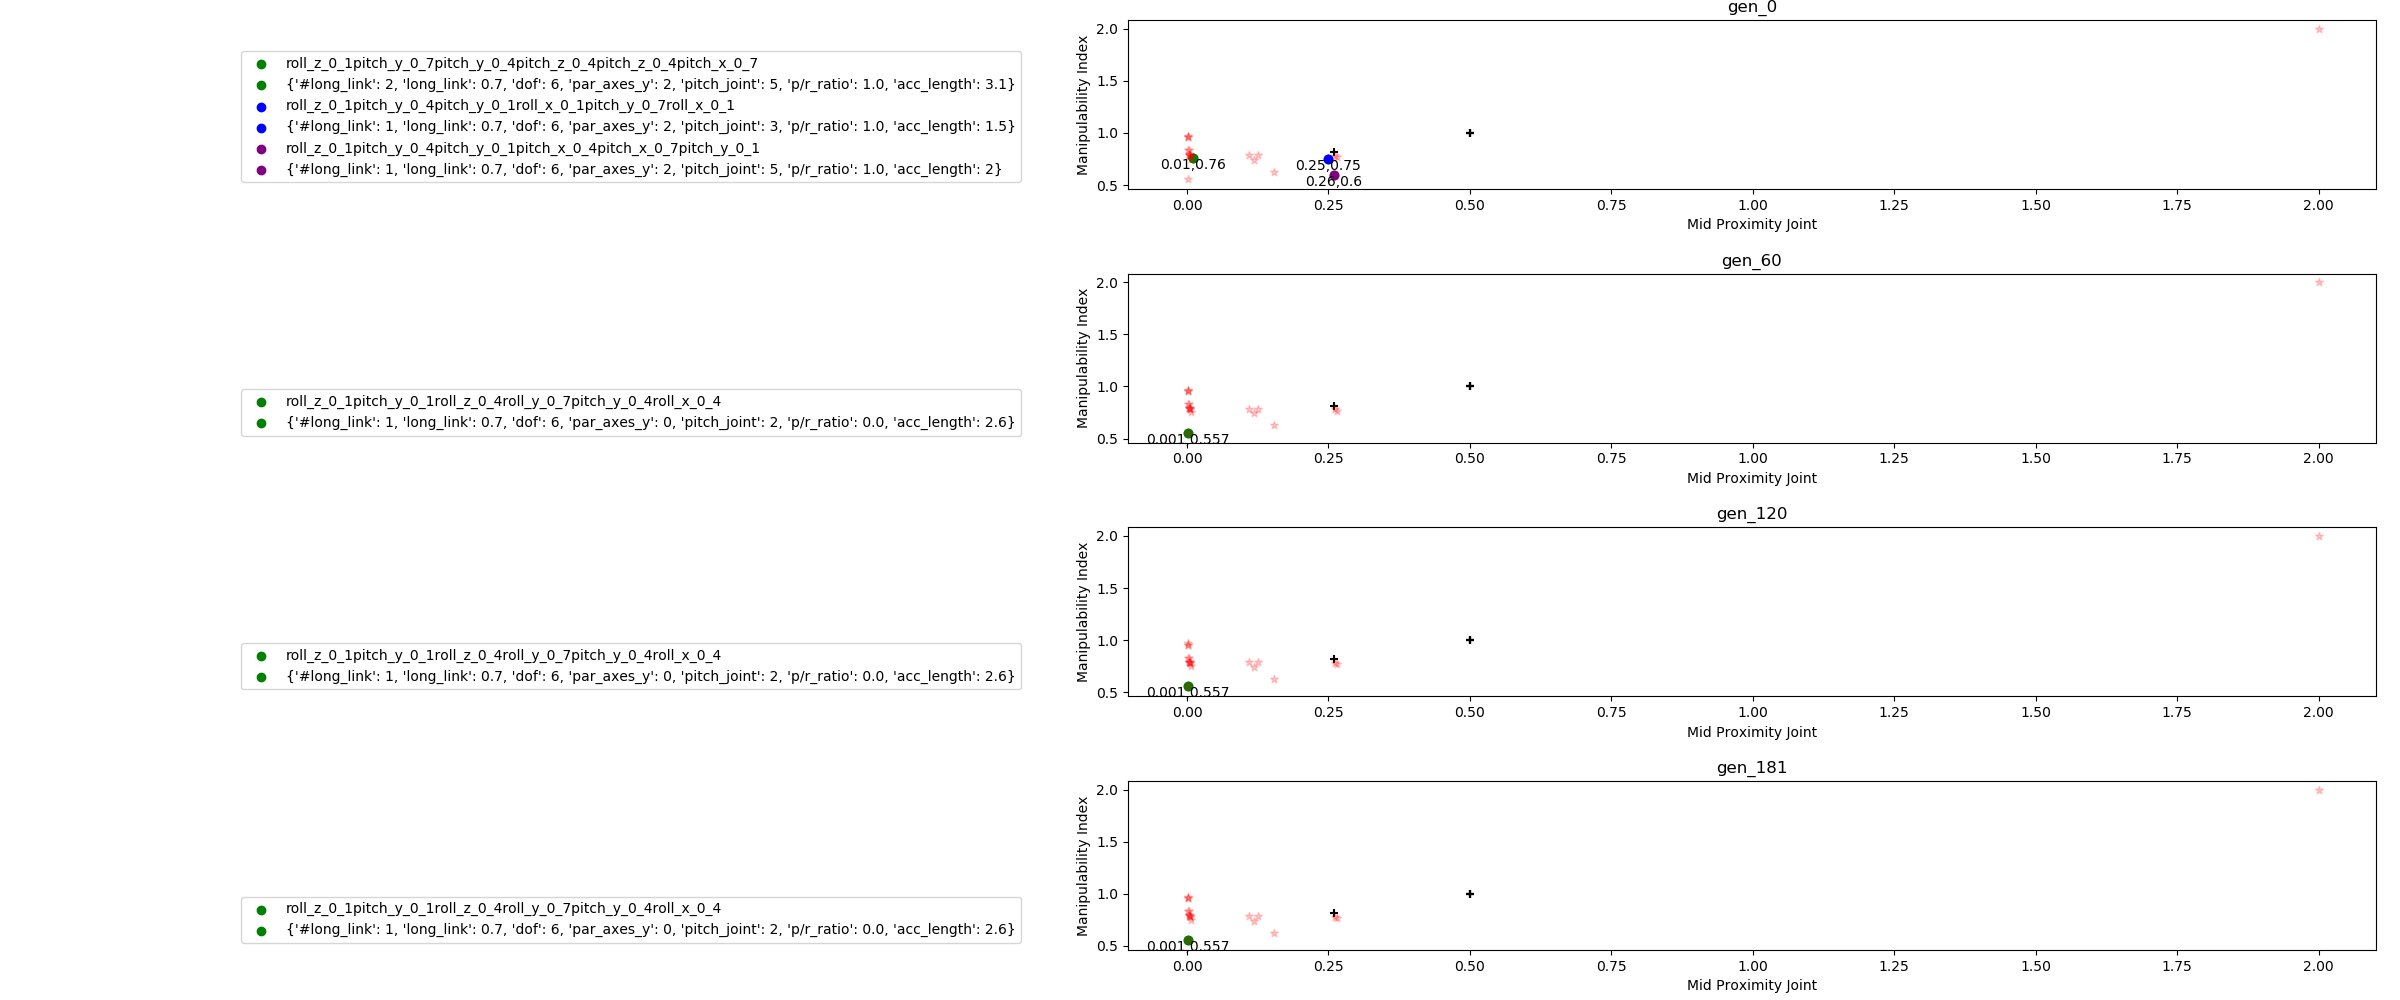 gen_0
roll_z_0_1pitch_y_0_7pitch_y_0_4pitch_z_0_4pitch_z_0_4pitch_x_0_7
{'#long_link': 2, 'long_link': 0.7, 'dof': 6, 'par_axes_y': 2, 'pitch_joint': 5, 'p/r_ratio': 1.0, 'acc_length': 3.1}
roll_z_0_1pitch_y_0_4pitch_y_0_1roll_x_0_1pitch_y_0_7roll_x_0_1
{'#long_link': 1, 'long_link': 0.7, 'dof': 6, 'par_axes_y': 2, 'pitch_joint': 3, 'p/r_ratio': 1.0, 'acc_length': 1.5}
roll_z_0_1pitch_y_0_4pitch_y_0_1pitch_x_0_4pitch_x_0_7pitch_y_0_1
{'#long_link': 1, 'long_link': 0.7, 'dof': 6, 'par_axes_y': 2, 'pitch_joint': 5, 'p/r_ratio': 1.0, 'acc_length': 2}
Manipulability Index
2.0
1.5
1.0
0.5
0.01,0.76
0.25,0.75
0.26,0.6
0.00 0.25 0.50 0.75 1.00 1.25 1.50 1.75 2.00
Mid Proximity Joint
gen_60
roll_z_0_1pitch_y_0_1roll_z_0_4roll_y_0_7pitch_y_0_4roll_x_0_4
{'#long_link': 1, 'long_link': 0.7, 'dof': 6, 'par_axes_y': 0, 'pitch_joint': 2, 'p/r_ratio': 0.0, 'acc_length': 2.6}
Manipulability Index
2.0
1.5
1.0
0.5
0.001,0.557
0.00 0.25 0.50 0.75 1.00 1.25 1.50 1.75 2.00
Mid Proximity Joint
gen_120
roll_z_0_1pitch_y_0_1roll_z_0_4roll_y_0_7pitch_y_0_4roll_x_0_4
{'#long_link': 1, 'long_link': 0.7, 'dof': 6, 'par_axes_y': 0, 'pitch_joint': 2, 'p/r_ratio': 0.0, 'acc_length': 2.6}
Manipulability Index
2.0
1.5
1.0
0.5
0.001,0.557
0.00 0.25 0.50 0.75 1.00 1.25 1.50 1.75 2.00
Mid Proximity Joint
gen_181
roll_z_0_1pitch_y_0_1roll_z_0_4roll_y_0_7pitch_y_0_4roll_x_0_4
{'#long_link': 1, 'long_link': 0.7, 'dof': 6, 'par_axes_y': 0, 'pitch_joint': 2, 'p/r_ratio': 0.0, 'acc_length': 2.6}
Manipulability Index
2.0
1.5
1.0
0.5
0.001,0.557
0.00 0.25 0.50 0.75 1.00 1.25 1.50 1.75 2.00
Mid Proximity Joint